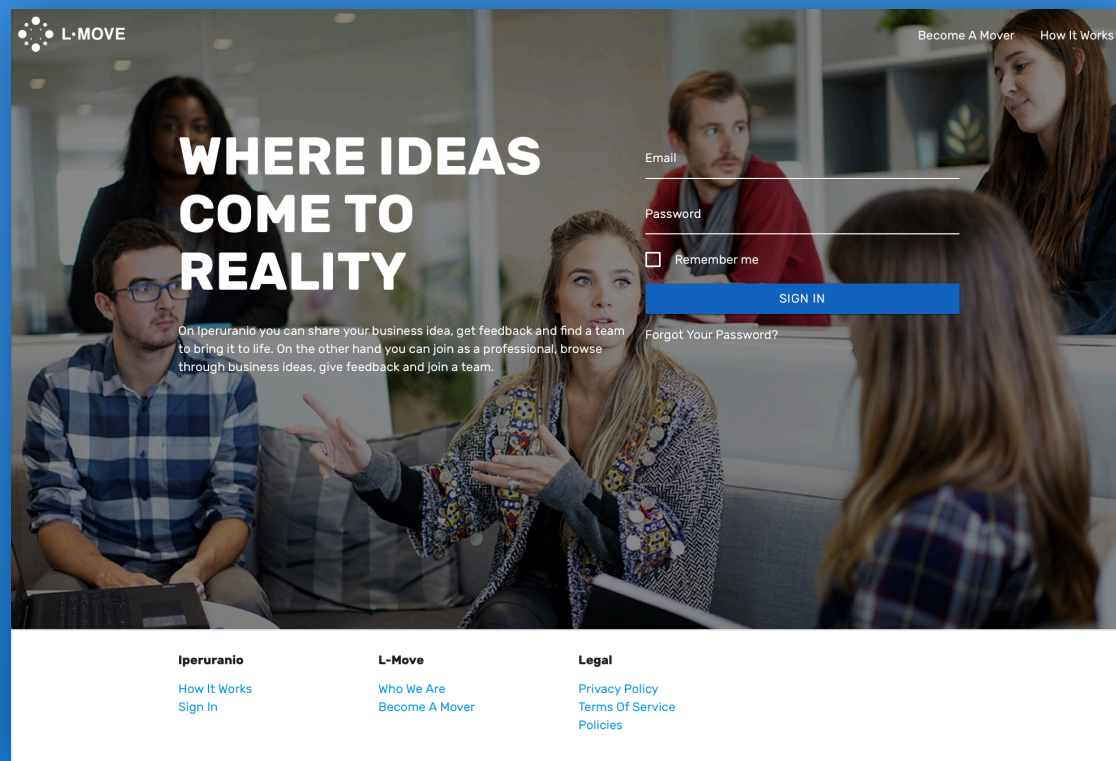 L·MOVE
Become A Mover
How It Works
WHERE IDEAS
COME TO
REALITY
On Iperuranio you can share your business idea, get feedback and find a team
to bring it to life. On the other hand you can join as a professional, browse
through business ideas, give feedback and join a team.
Email
Password
Remember me
SIGN IN
Forgot Your Password?
Iperuranio
How It Works
Sign In
L-Move
Who We Are
Become A Mover
Legal
Privacy Policy
Terms Of Service
Policies